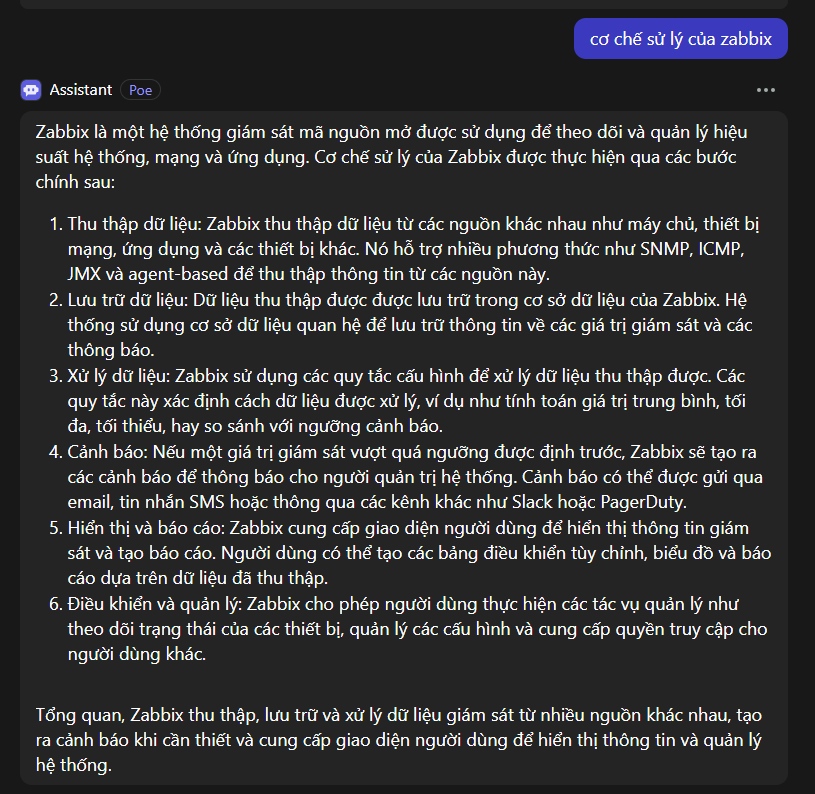 cơ chế sử lý của zabbix
Assistant Poe
Zabbix là một hệ thống giám sát mã nguồn mở được sử dụng để theo dõi và quản lý hiệu
suất hệ thống, mạng và ứng dụng. Cơ chế sử lý của Zabbix được thực hiện qua các bước
chính sau:
1. Thu thập dữ liệu: Zabbix thu thập dữ liệu từ các nguồn khác nhau như máy chủ, thiết bị
mạng, ứng dụng và các thiết bị khác. Nó hỗ trợ nhiều phương thức như SNMP, ICMP,
JMX và agent-based để thu thập thông tin từ các nguồn này.
2. Lưu trữ dữ liệu: Dữ liệu thu thập được được lưu trữ trong cơ sở dữ liệu của Zabbix. Hệ
thống sử dụng cơ sở dữ liệu quan hệ để lưu trữ thông tin về các giá trị giám sát và các
thông báo.
3. Xử lý dữ liệu: Zabbix sử dụng các quy tắc cấu hình để xử lý dữ liệu thu thập được. Các
quy tắc này xác định cách dữ liệu được xử lý, ví dụ như tính toán giá trị trung bình, tối
đa, tối thiểu, hay so sánh với ngưỡng cảnh báo.
4. Cảnh báo: Nếu một giá trị giám sát vượt quá ngưỡng được định trước, Zabbix sẽ tạo ra
các cảnh báo để thông báo cho người quản trị hệ thống. Cảnh báo có thể được gửi qua
email, tin nhắn SMS hoặc thông qua các kênh khác như Slack hoặc PagerDuty.
5. Hiển thị và báo cáo: Zabbix cung cấp giao diện người dùng để hiển thị thông tin giám
sát và tạo báo cáo. Người dùng có thể tạo các bảng điều khiển tùy chỉnh, biểu đồ và báo
cáo dựa trên dữ liệu đã thu thập.
6. Điều khiển và quản lý: Zabbix cho phép người dùng thực hiện các tác vụ quản lý như
theo dõi trạng thái của các thiết bị, quản lý các cấu hình và cung cấp quyền truy cập cho
người dùng khác.
Tổng quan, Zabbix thu thập, lưu trữ và xử lý dữ liệu giám sát từ nhiều nguồn khác nhau, tạo
ra cảnh báo khi cần thiết và cung cấp giao diện người dùng để hiển thị thông tin và quản lý
hệ thống.